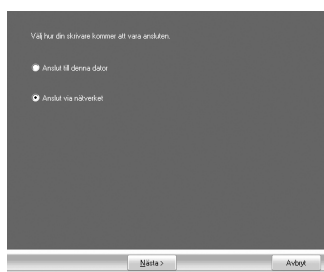 Välj hur din skrivare kommer att vara ansluten.
Anslut till denna dator
Anslut via nätverket
Nästa >
Avbryt